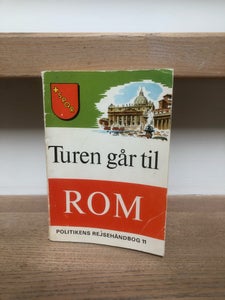 Turen går til
ROM
POLITIKENS REJSEHÅNDBOG 11